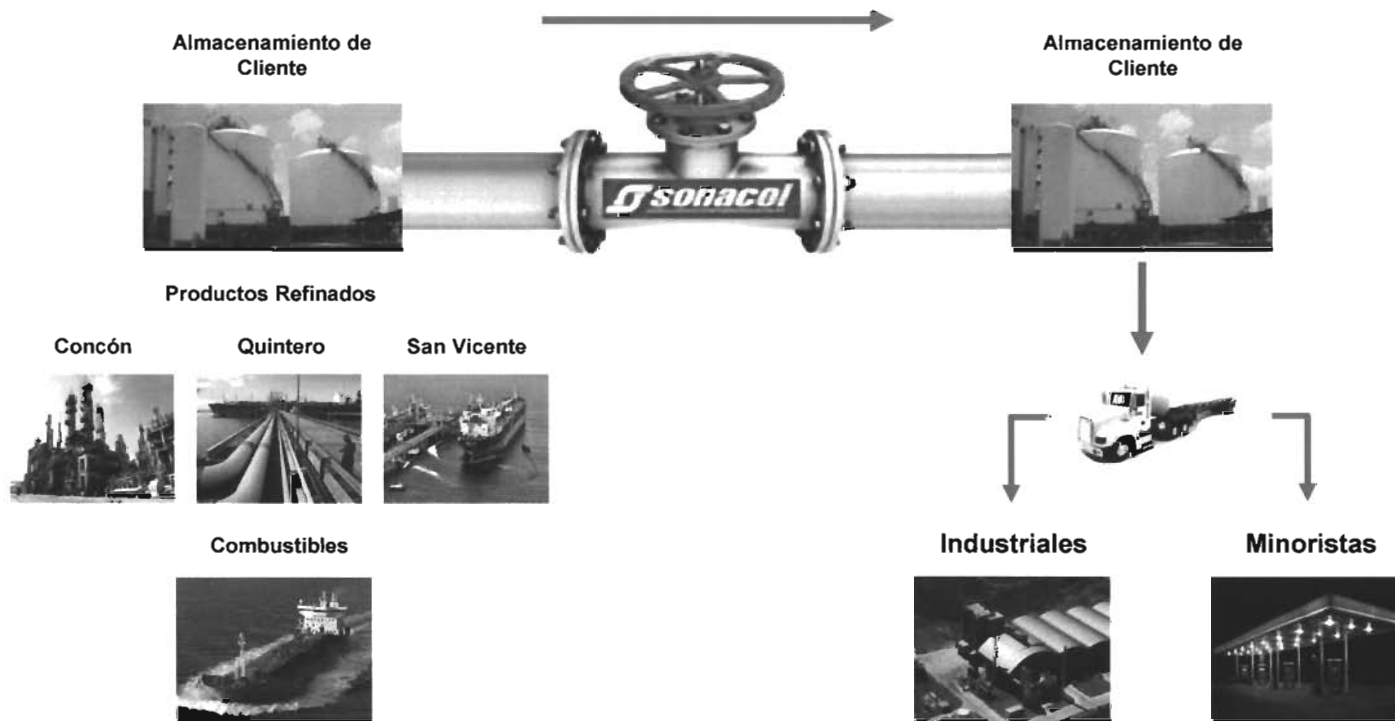 Almacenamiento de
Cliente
Almacenamiento de
Cliente
sonacol
Productos Refinados
Concón
Quintero
San Vicente
Combustibles
Industriales
Minoristas